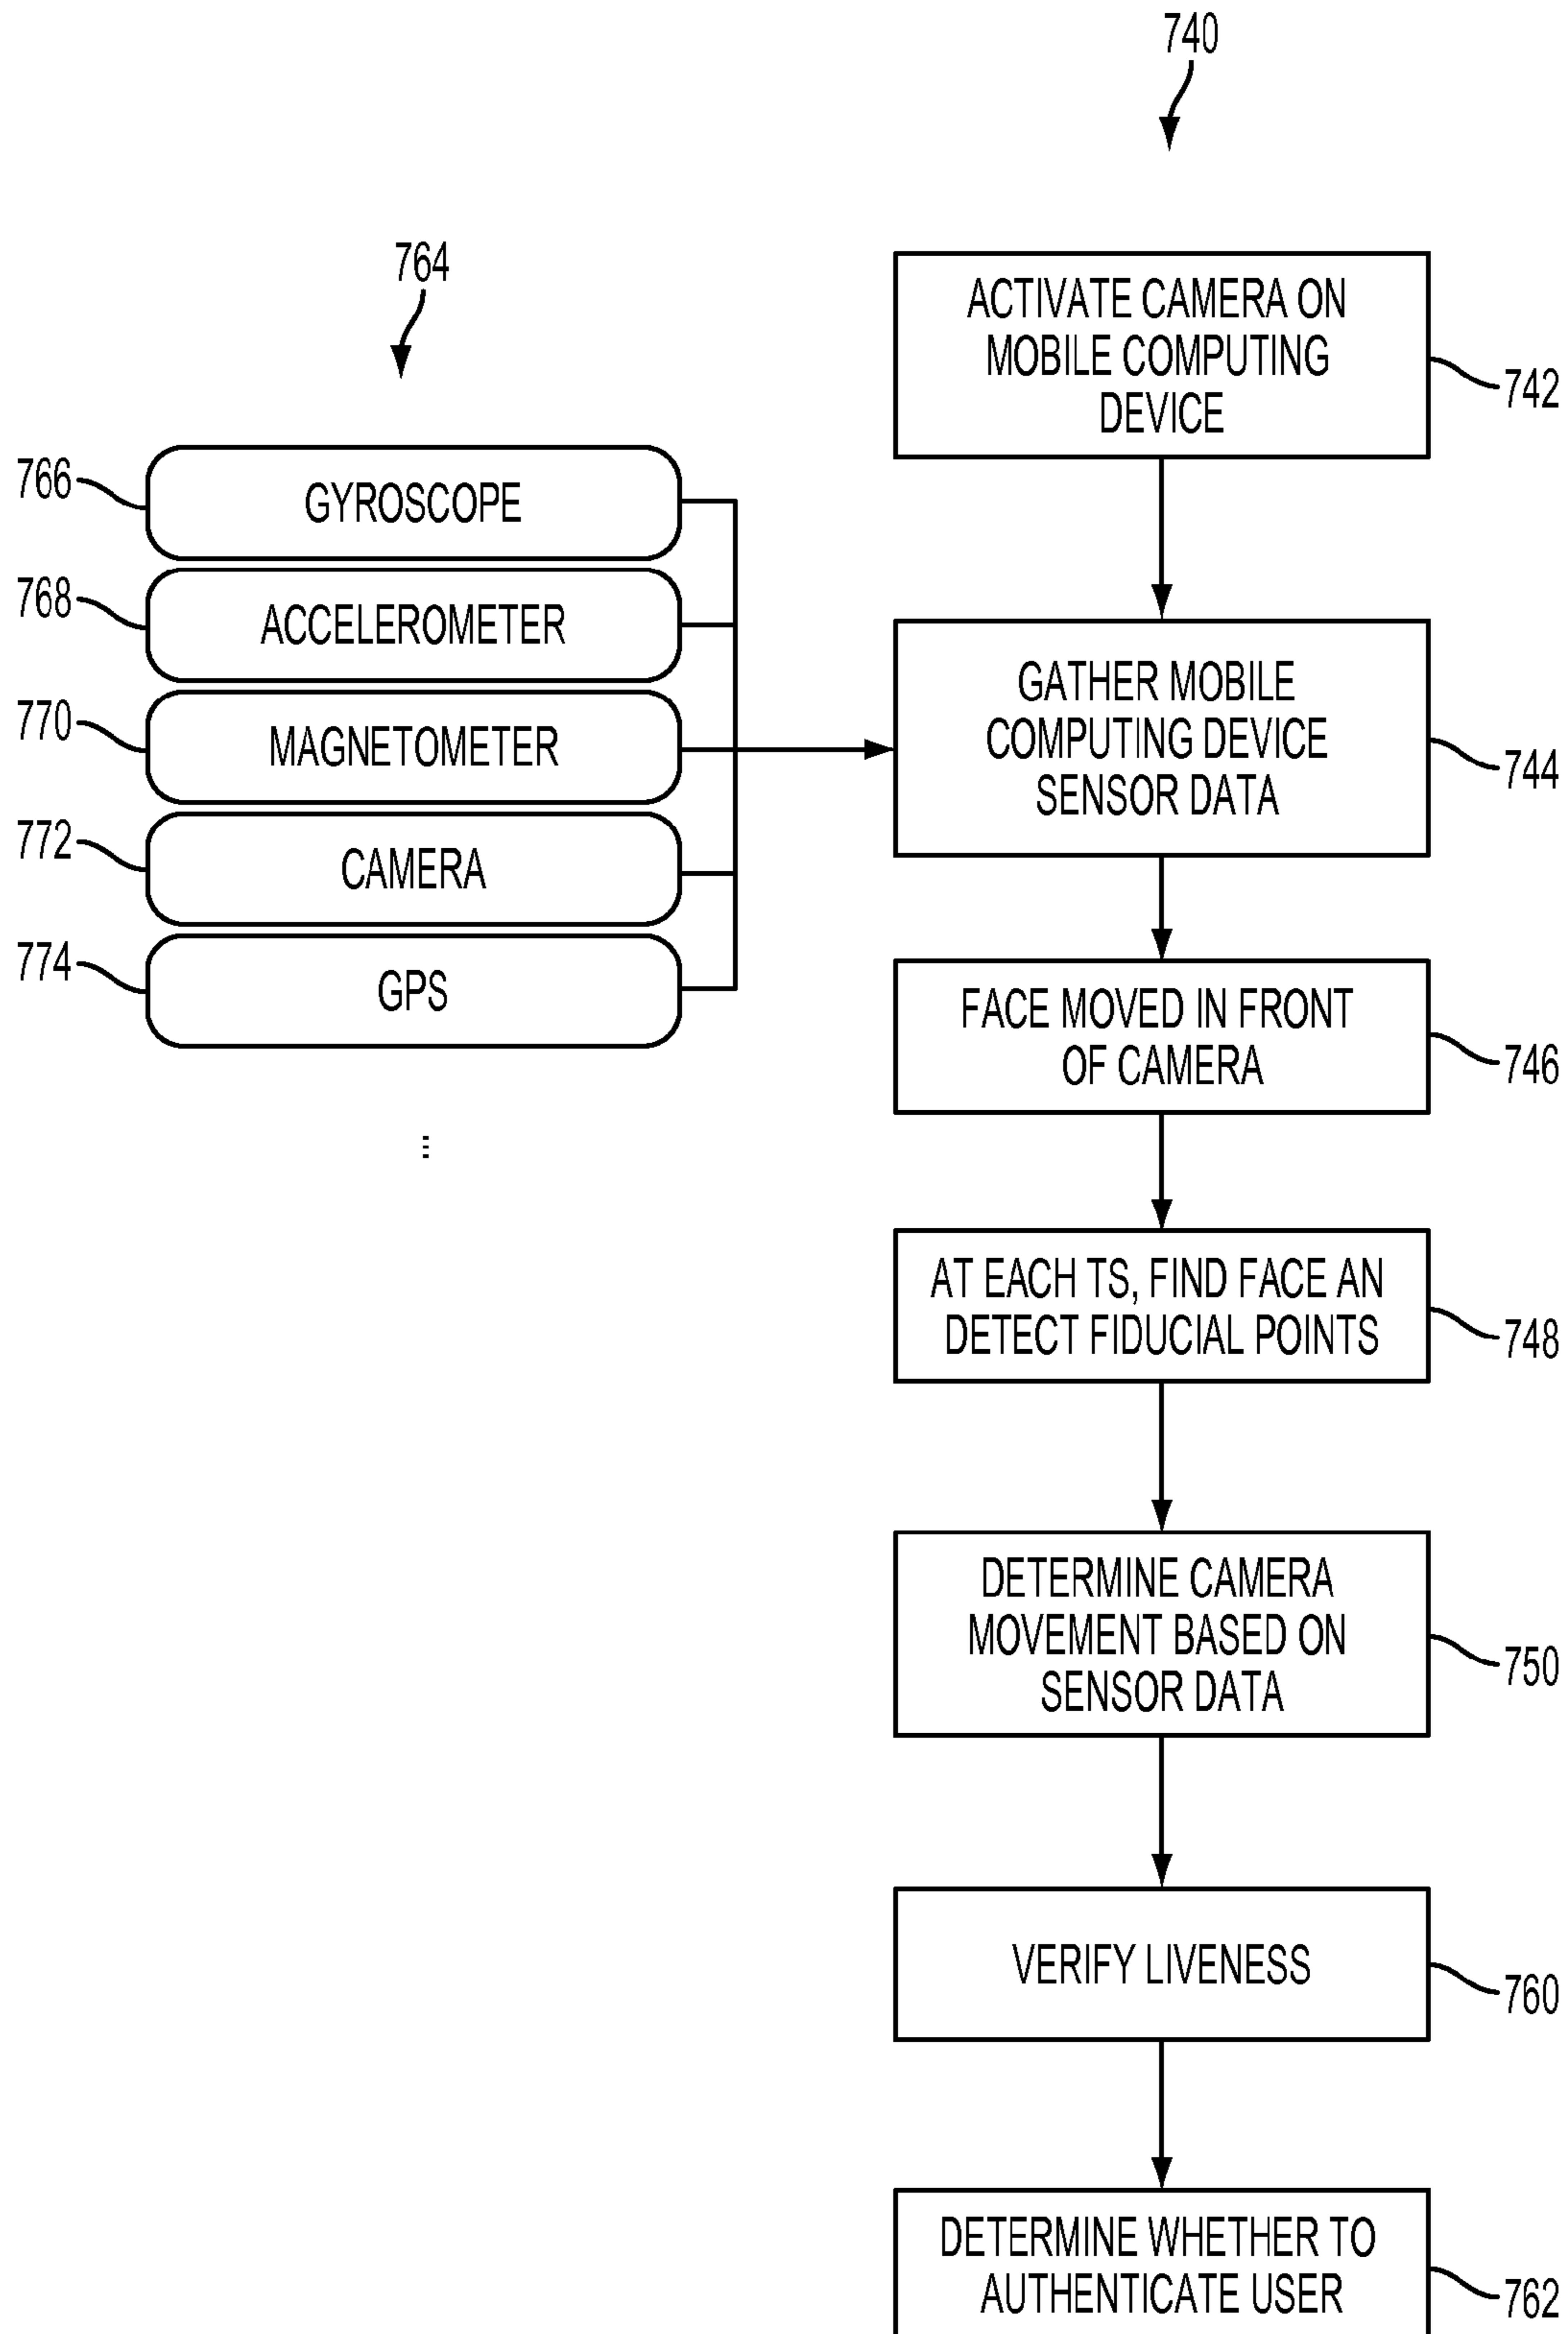 740
764
ACTIVATE CAMERA ON
MOBILE COMPUTING
DEVICE
742
766
GYROSCOPE
768
ACCELEROMETER
770
MAGNETOMETER
772
CAMERA
774
GPS
...
GATHER MOBILE
COMPUTING DEVICE
SENSOR DATA
744
FACE MOVED IN FRONT
OF CAMERA
746
AT EACH TS, FIND FACE AN
DETECT FIDUCIAL POINTS
748
DETERMINE CAMERA
MOVEMENT BASED ON
SENSOR DATA
750
VERIFY LIVENESS
760
DETERMINE WHETHER TO
AUTHENTICATE USER
762